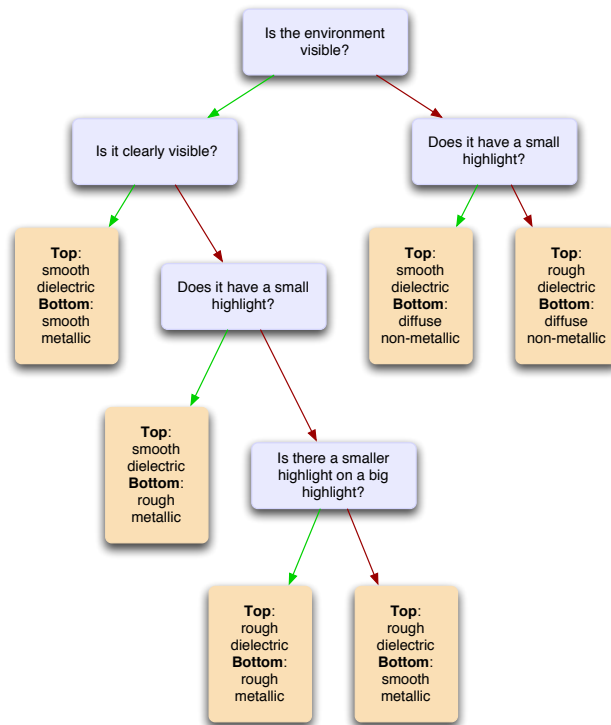 Is the environment
visible?
Is it clearly visible?
Does it have a small
highlight?
Top:
smooth
dielectric
Bottom:
smooth
metallic
Does it have a small
highlight?
Top:
smooth
dielectric
Bottom:
diffuse
non-metallic
Top:
rough
dielectric
Bottom:
diffuse
non-metallic
Top:
smooth
dielectric
Bottom:
rough
metallic
Is there a smaller
highlight on a big
highlight?
Top:
rough
dielectric
Bottom:
rough
metallic
Top:
rough
dielectric
Bottom:
smooth
metallic